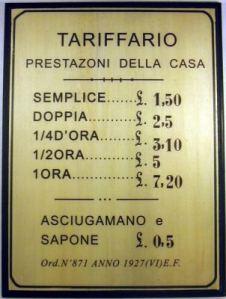 TARIFFARIO
PRESTAZONI DELLA CASA
SEMPLICE.......£. 1,50
DOPPIA..........£. 2,5
1/4D'ORA.......£. 3,10
1/2ORA..........£. 5
1ORA.............£. 7,20
ASCIUGAMANO e
SAPONE £. 0,5
Ord.N'871 ANNO 1927(VI)E.F.